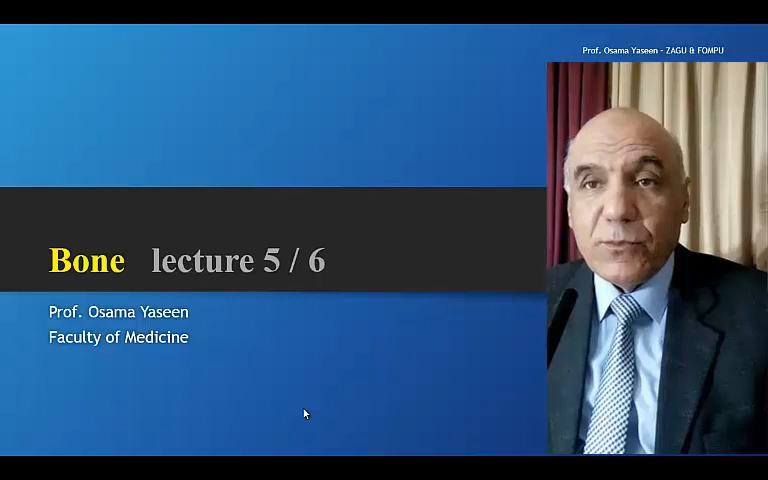 Prof. Osama Yaseen - ZAGU & FOMPU
Bone lecture 5 / 6
Prof. Osama Yaseen
Faculty of Medicine